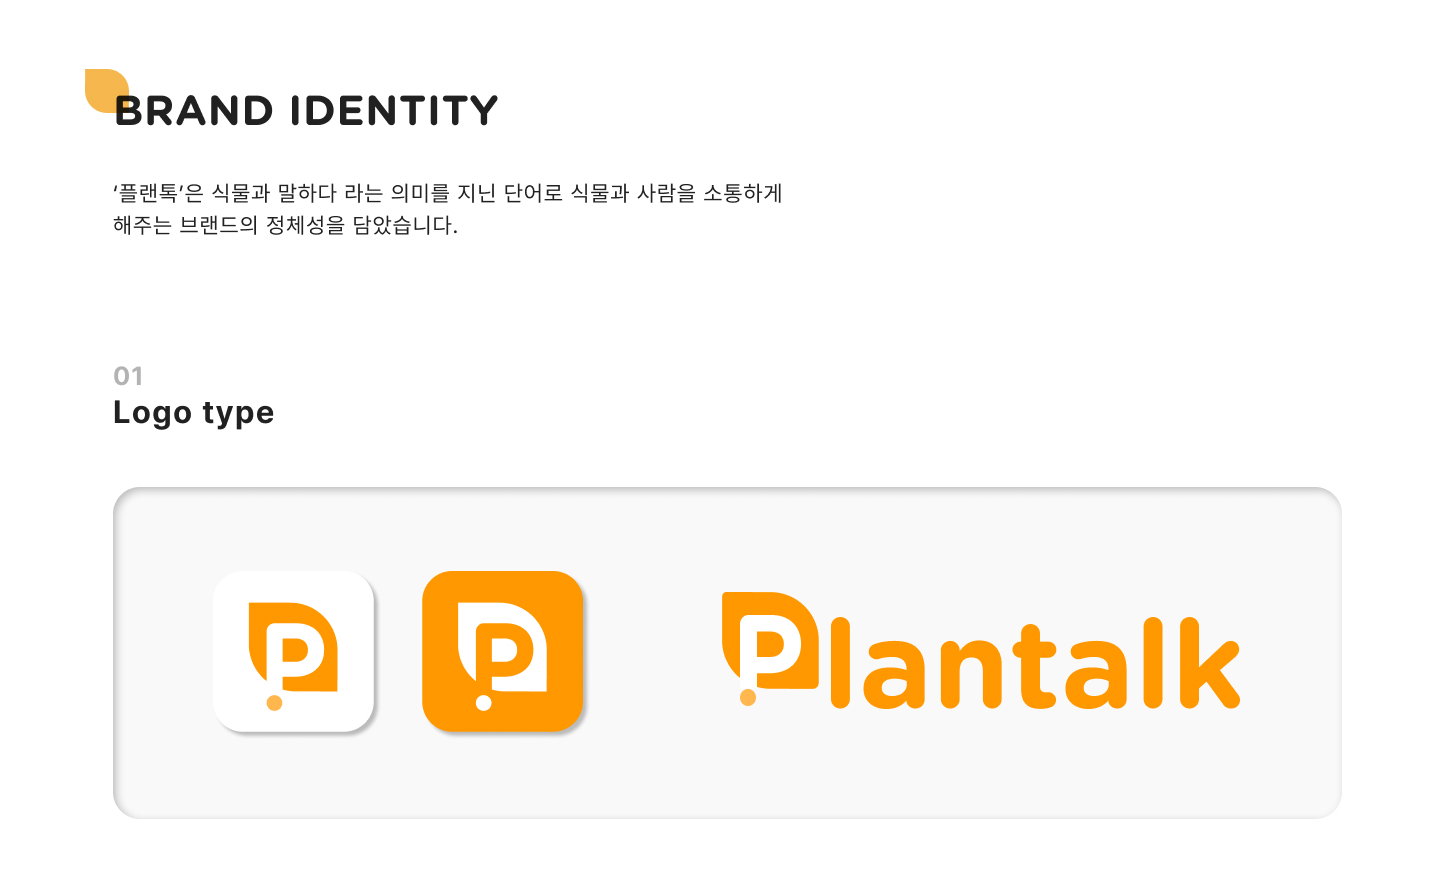 BRAND IDENTITY
‘플랜톡’은 식물과 말하다 라는 의미를 지닌 단어로 식물과 사람을 소통하게
해주는 브랜드의 정체성을 담았습니다.
01
Logo type
P P Plantalk